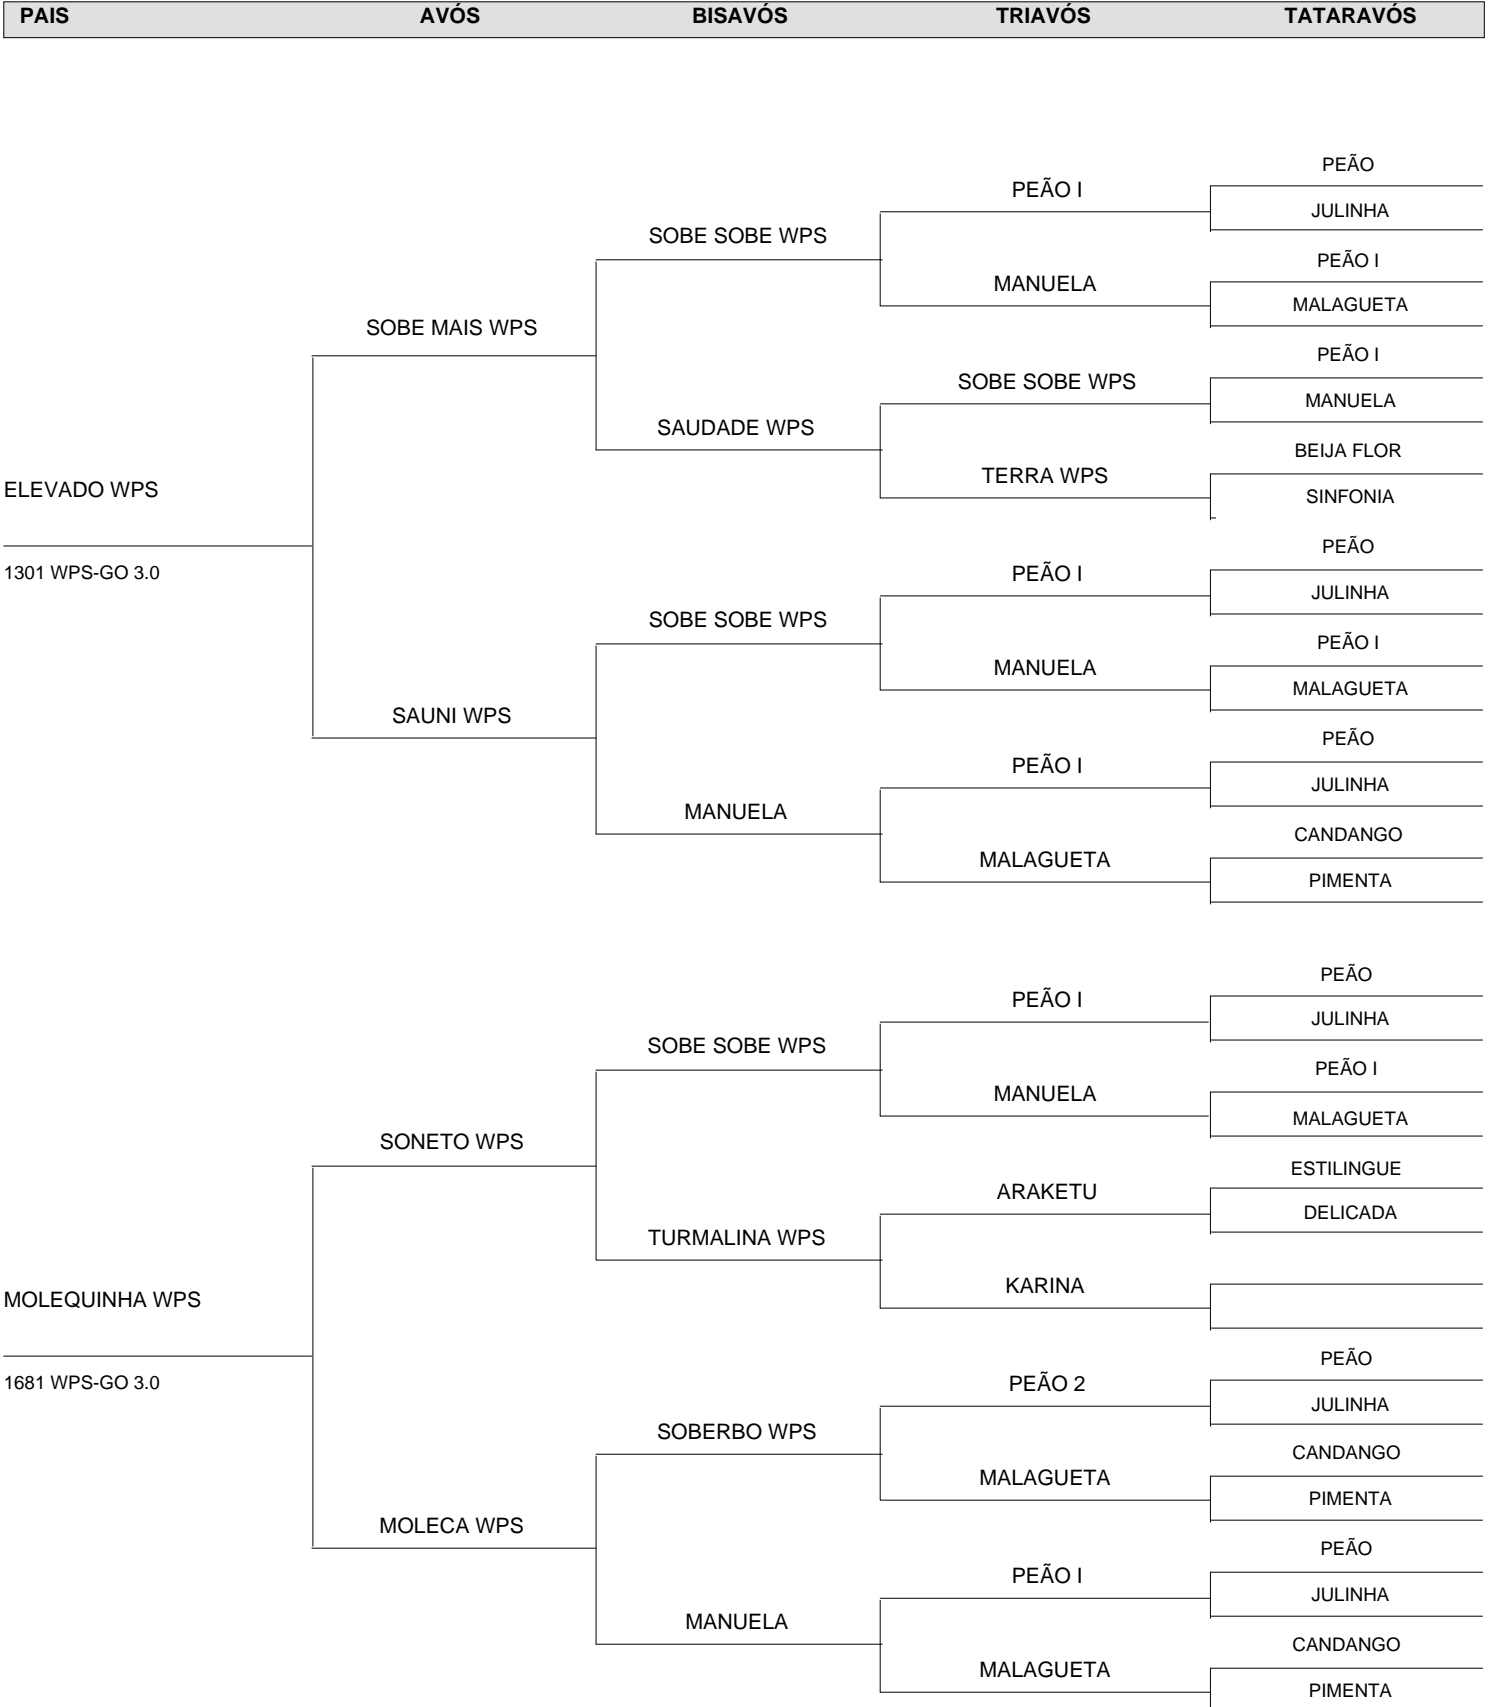 PAIS AVÓS BISAVÓS TRIAVÓS TATARAVÓS
PEÃO
PEÃO I
JULINHA
SOBE SOBE WPS
PEÃO I
MANUELA
MALAGUETA
SOBE MAIS WPS
PEÃO I
SOBE SOBE WPS
MANUELA
SAUDADE WPS
BEIJA FLOR
TERRA WPS
ELEVADO WPS
SINFONIA
PEÃO
1301 WPS-GO 3.0
PEÃO I
JULINHA
SOBE SOBE WPS
PEÃO I
MANUELA
MALAGUETA
SAUNI WPS
PEÃO
PEÃO I
JULINHA
MANUELA
CANDANGO
MALAGUETA
PIMENTA
PEÃO
PEÃO I
JULINHA
SOBE SOBE WPS
PEÃO I
MANUELA
MALAGUETA
SONETO WPS
ESTILINGUE
ARAKETU
DELICADA
TURMALINA WPS
KARINA
MOLEQUINHA WPS
PEÃO
1681 WPS-GO 3.0
PEÃO 2
JULINHA
SOBERBO WPS
CANDANGO
MALAGUETA
PIMENTA
MOLECA WPS
PEÃO
PEÃO I
JULINHA
MANUELA
CANDANGO
MALAGUETA
PIMENTA